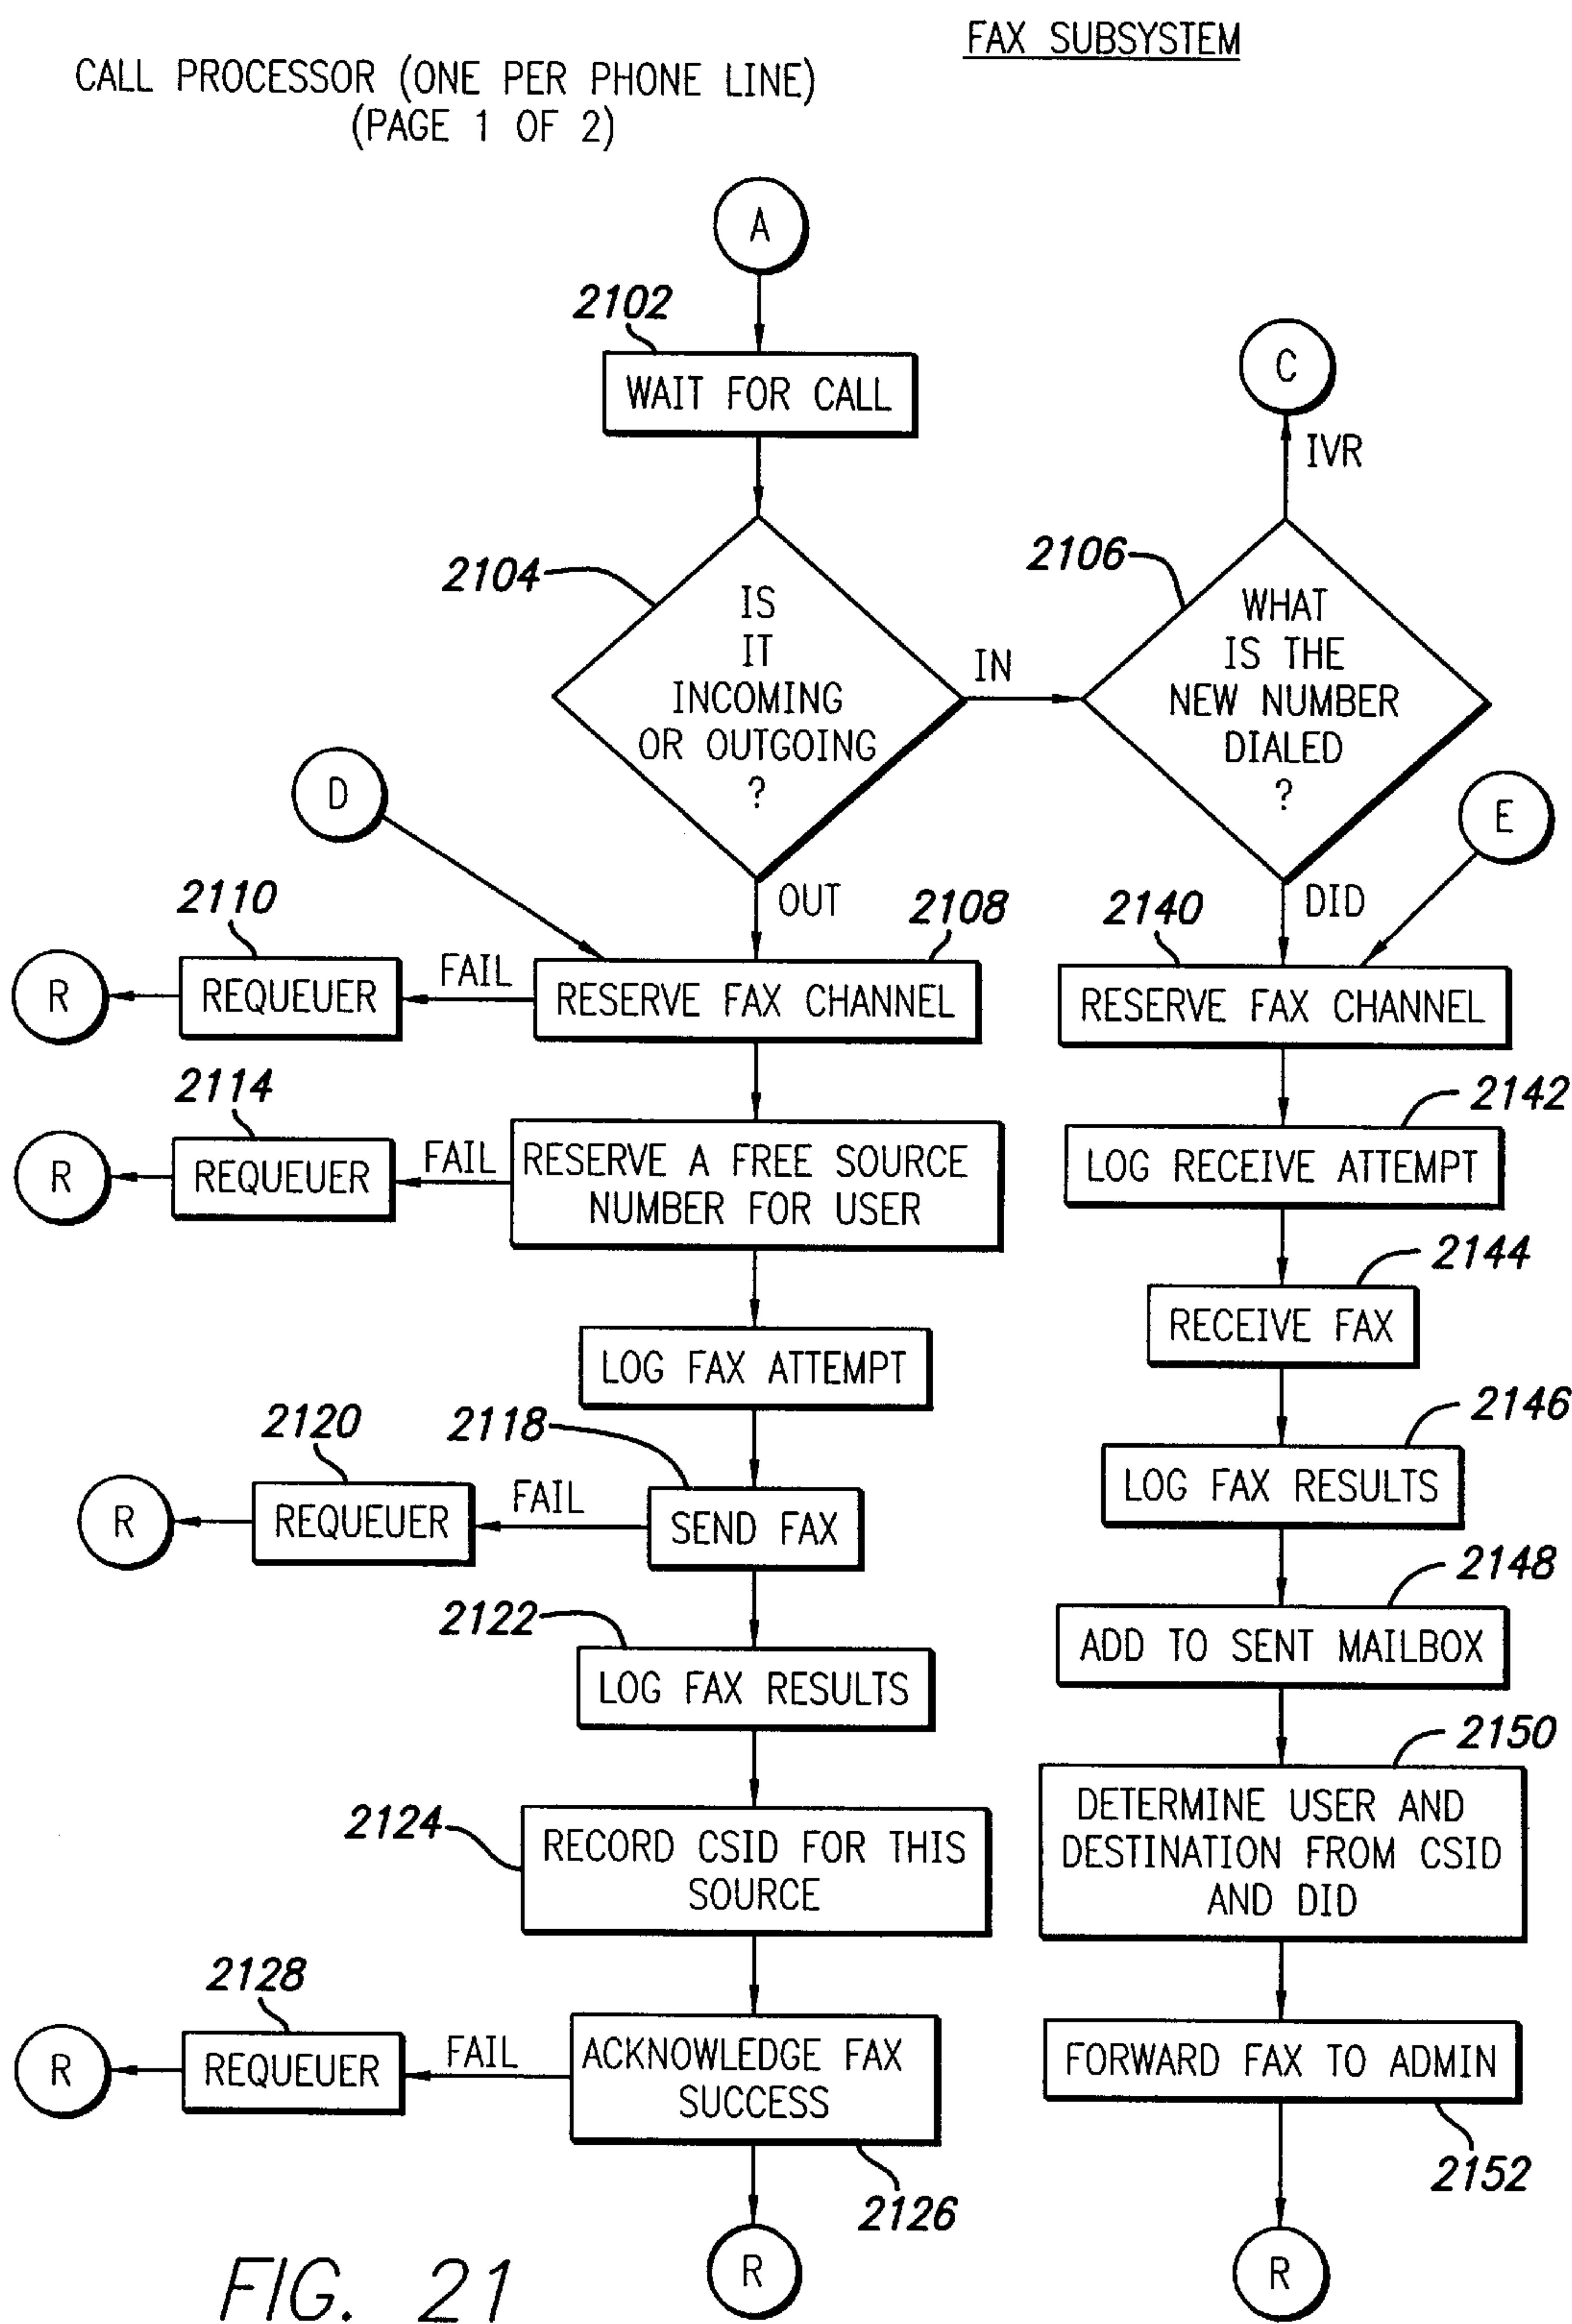 FAX SUBSYSTEM
CALL PROCESSOR (ONE PER PHONE LINE)
(PAGE 1 OF 2)
A
2102
WAIT FOR CALL
C
IVR
2104
IS
IT
INCOMING
OR OUTGOING
?
IN
2106
WHAT
IS THE
NEW NUMBER
DIALED
?
D
E
OUT
DID
2110
2108
2140
R
REQUEUER
FAIL
RESERVE FAX CHANNEL
RESERVE FAX CHANNEL
2114
2142
R
REQUEUER
FAIL
RESERVE A FREE SOURCE
NUMBER FOR USER
LOG RECEIVE ATTEMPT
2144
RECEIVE FAX
LOG FAX ATTEMPT
2120
2118
2146
R
REQUEUER
FAIL
SEND FAX
LOG FAX RESULTS
2148
2122
ADD TO SENT MAILBOX
LOG FAX RESULTS
2150
2124
RECORD CSID FOR THIS
SOURCE
DETERMINE USER AND
DESTINATION FROM CSID
AND DID
2128
R
REQUEUER
FAIL
ACKNOWLEDGE FAX
SUCCESS
FORWARD FAX TO ADMIN
2126
2152
R
R
FIG. 21